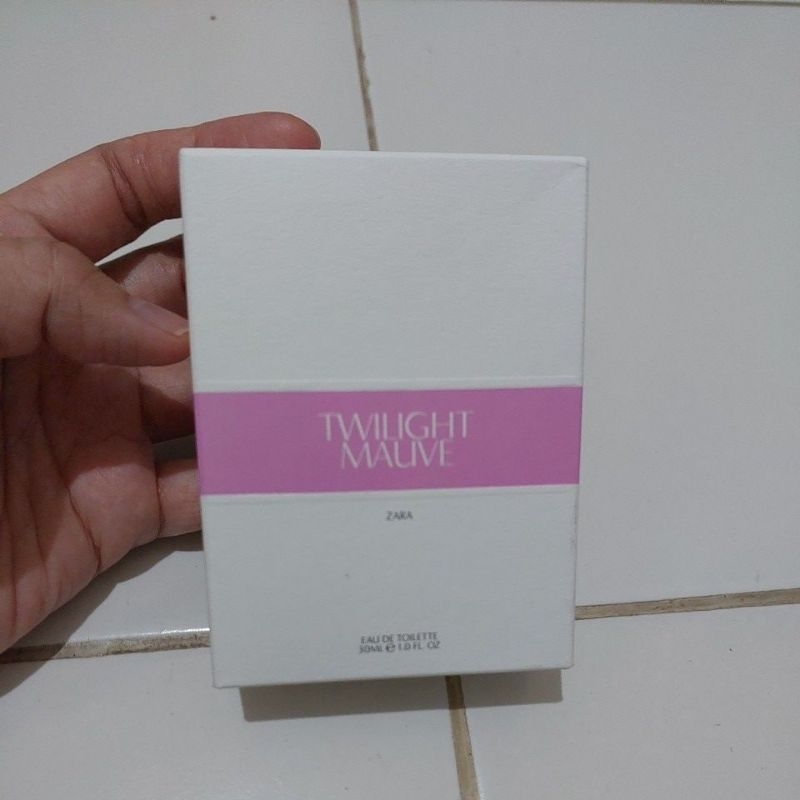 TWILIGHT
MAUVE
ZARA
EAU DE TOILETTE
30ML ℮ 1.0 FL. OZ